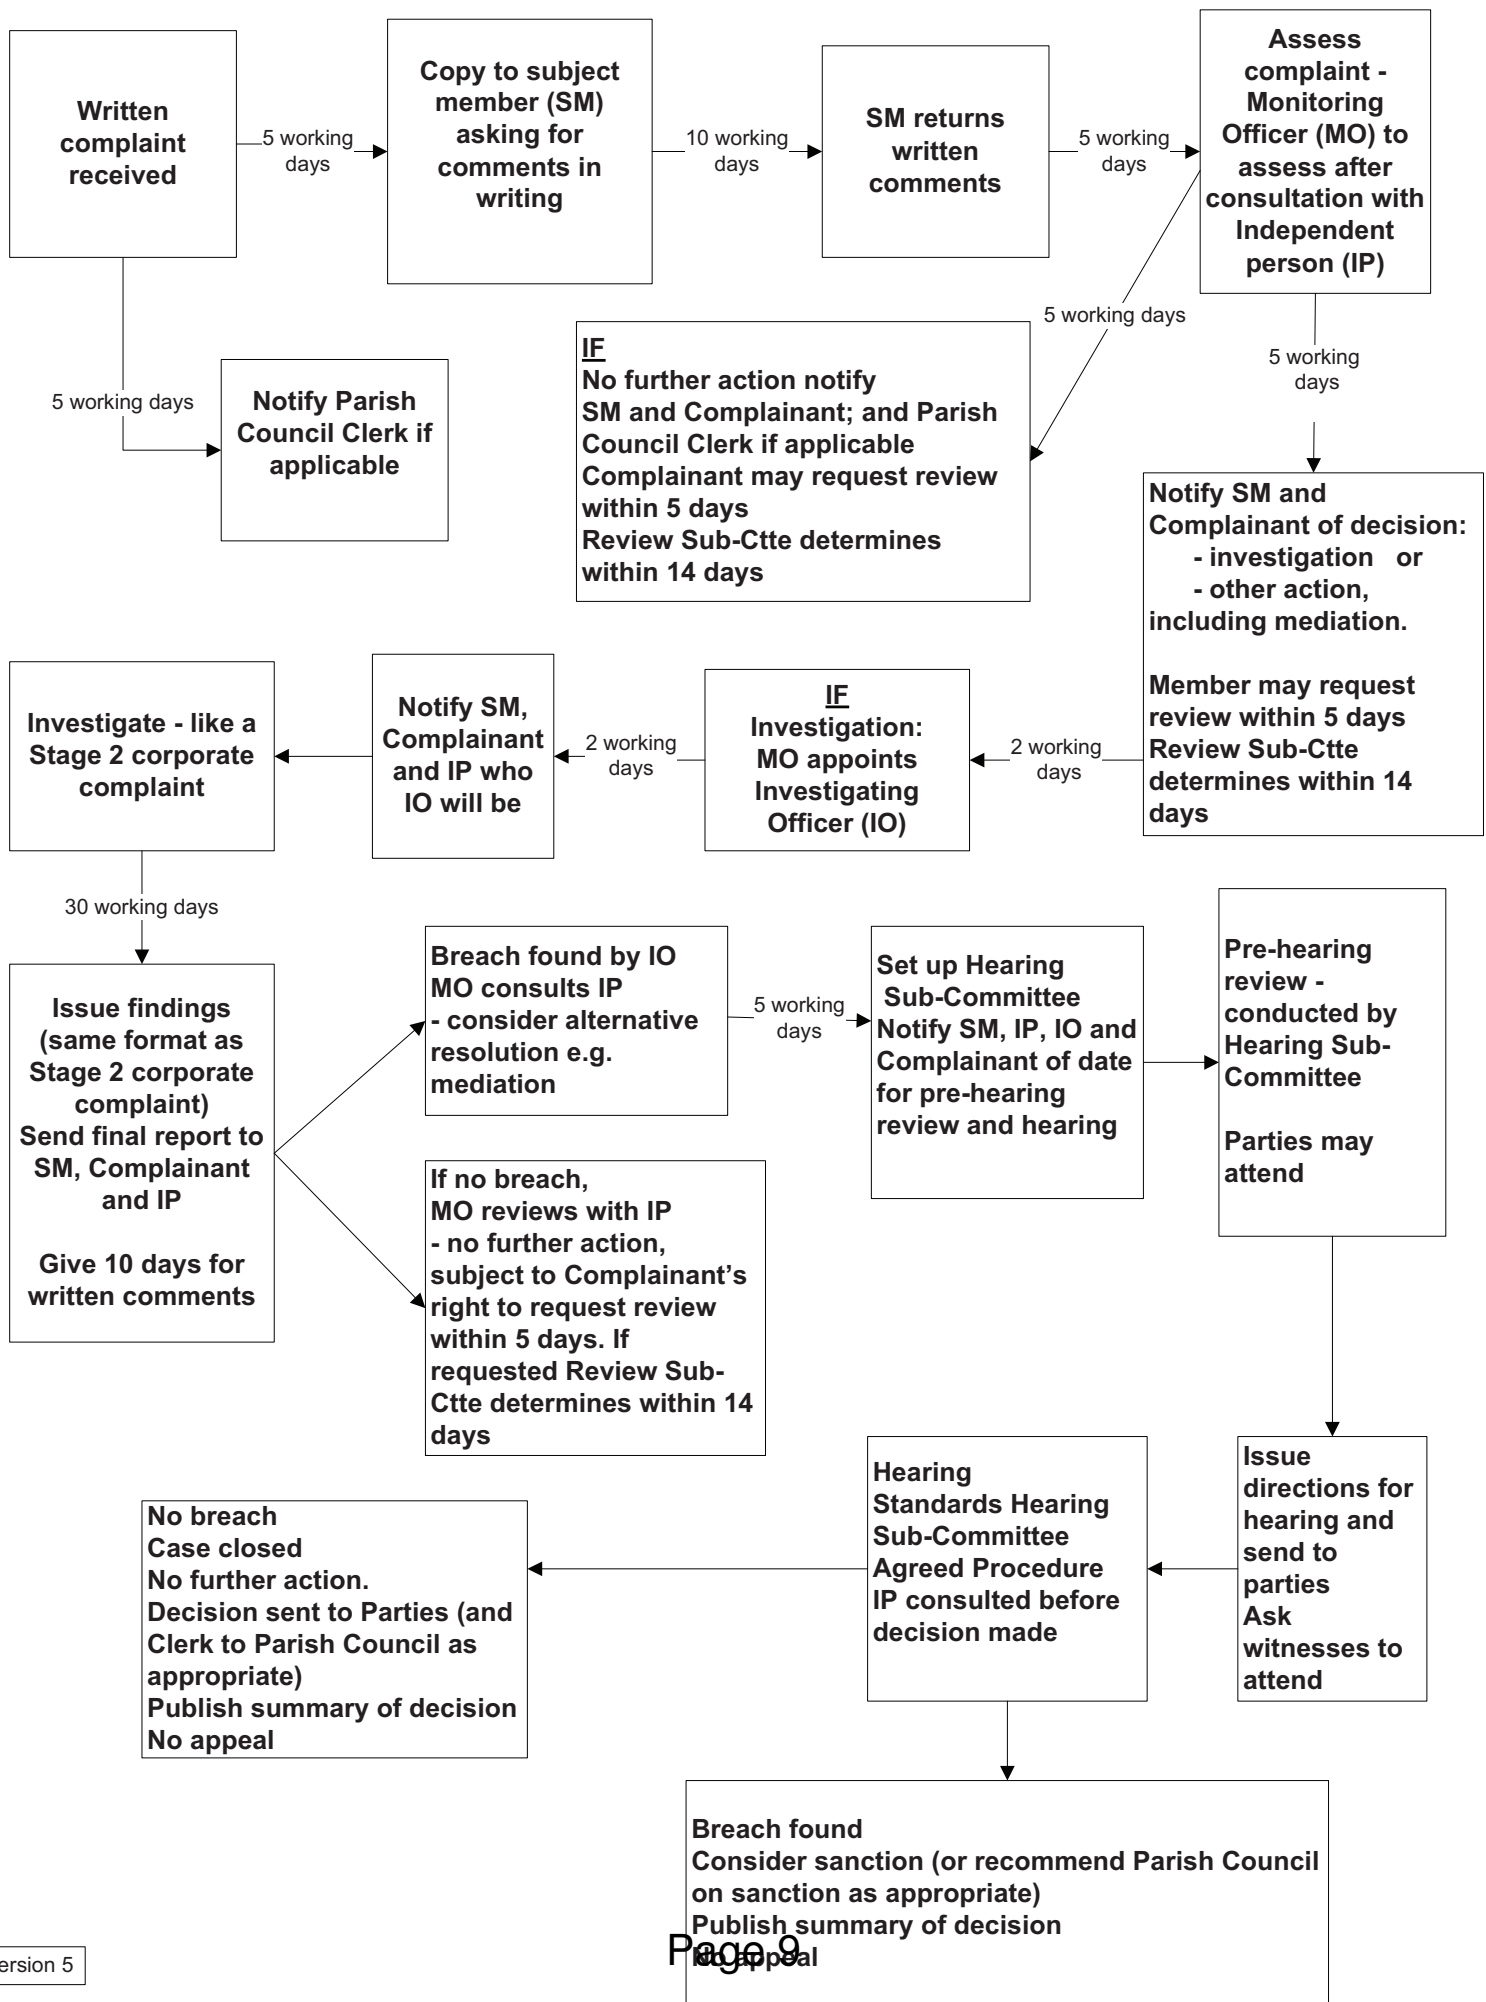 Written
complaint
received
5 working
days
Copy to subject
member (SM)
asking for
comments in
writing
10 working
days
SM returns
written
comments
5 working
days
Assess
complaint -
Monitoring
Officer (MO) to
assess after
consultation with
Independent
person (IP)
5 working days
Notify Parish
Council Clerk if
applicable
5 working days
IF
No further action notify
SM and Complainant; and Parish
Council Clerk if applicable
Complainant may request review
within 5 days
Review Sub-Ctte determines
within 14 days
5 working
days
Notify SM and
Complainant of decision:
- investigation or
- other action,
including mediation.
Member may request
review within 5 days
Review Sub-Ctte
determines within 14
days
2 working
days
IF
Investigation:
MO appoints
Investigating
Officer (IO)
2 working
days
Notify SM,
Complainant
and IP who
IO will be
Investigate - like a
Stage 2 corporate
complaint
30 working days
Issue findings
(same format as
Stage 2 corporate
complaint)
Send final report to
SM, Complainant
and IP
Give 10 days for
written comments
Breach found by IO
MO consults IP
- consider alternative
resolution e.g.
mediation
5 working
days
Set up Hearing
Sub-Committee
Notify SM, IP, IO and
Complainant of date
for pre-hearing
review and hearing
Pre-hearing
review -
conducted by
Hearing Sub-
Committee
Parties may
attend
If no breach,
MO reviews with IP
- no further action,
subject to Complainant's
right to request review
within 5 days. If
requested Review Sub-
Ctte determines within 14
days
Issue
directions for
hearing and
send to
parties
Ask
witnesses to
attend
Hearing
Standards Hearing
Sub-Committee
Agreed Procedure
IP consulted before
decision made
No breach
Case closed
No further action.
Decision sent to Parties (and
Clerk to Parish Council as
appropriate)
Publish summary of decision
No appeal
Breach found
Consider sanction (or recommend Parish Council
on sanction as appropriate)
Publish summary of decision
No appeal
Page 9
ersion 5